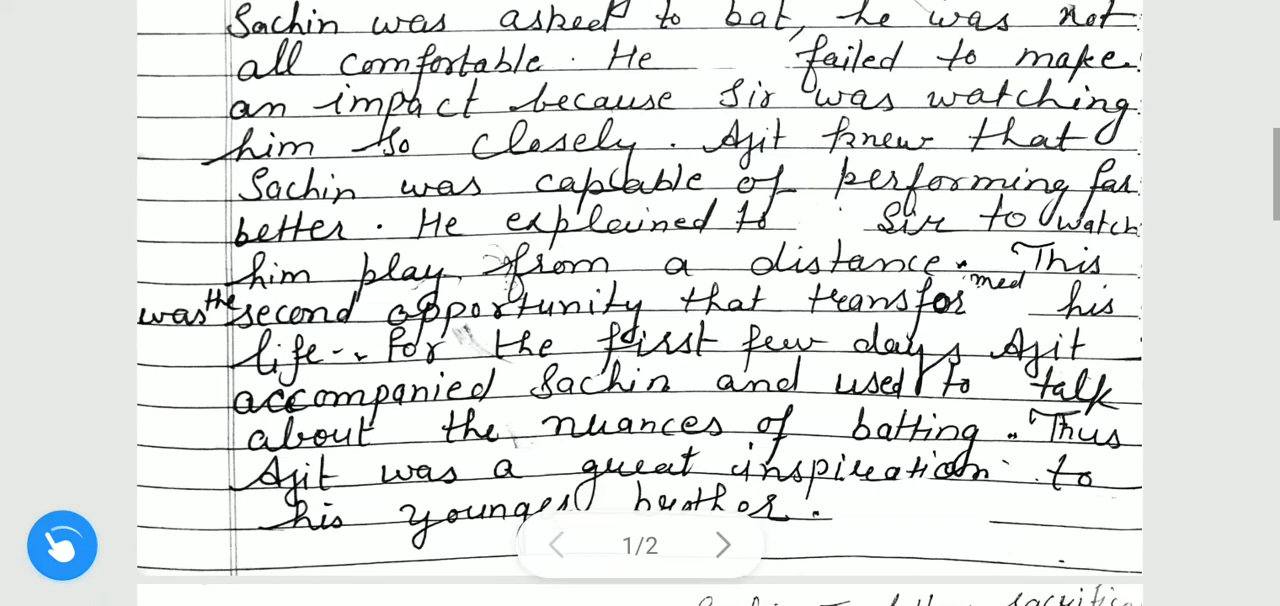 Sachin was asked to bat, he was not
all comfortable. He failed to make
an impact because Sir was watching
him so closely. Ajit knew that
Sachin was capable of performing far
better. He explained to Sir to watch
him play from a distance. This
was the second opportunity that transformed his
life. For the first few days Ajit
accompanied Sachin and used to talk
about the nuances of batting. Thus
Ajit was a great inspiration to
his younger brother.
1/2